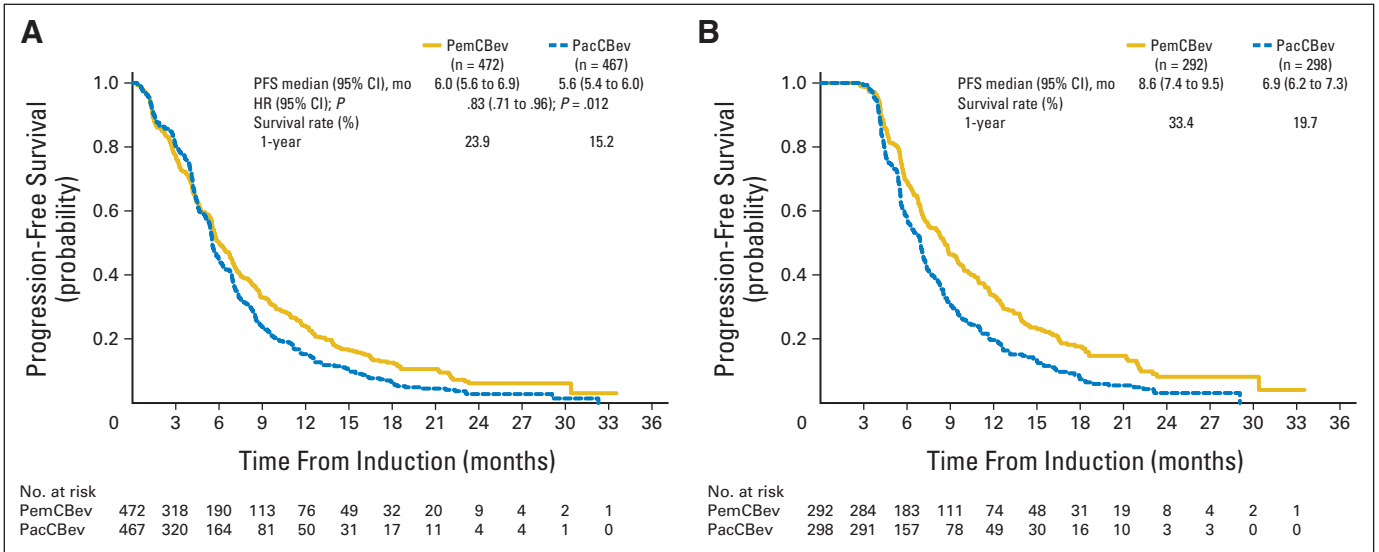 A
PemCBev PacCBev
(n = 472) (n = 467)
PFS median (95% CI), mo 6.0 (5.6 to 6.9) 5.6 (5.4 to 6.0)
HR (95% CI); P .83 (.71 to .96); P = .012
Survival rate (%)
1-year 23.9 15.2
Progression-Free Survival
(probability)
1.0
0.8
0.6
0.4
0.2
0 3 6 9 12 15 18 21 24 27 30 33 36
Time From Induction (months)
No. at risk
PemCBev 472 318 190 113 76 49 32 20 9 4 2 1
PacCBev 467 320 164 81 50 31 17 11 4 4 1 0
B
PemCBev PacCBev
(n = 292) (n = 298)
PFS median (95% CI), mo 8.6 (7.4 to 9.5) 6.9 (6.2 to 7.3)
Survival rate (%)
1-year 33.4 19.7
Progression-Free Survival
(probability)
1.0
0.8
0.6
0.4
0.2
0 3 6 9 12 15 18 21 24 27 30 33 36
Time From Induction (months)
No. at risk
PemCBev 292 284 183 111 74 48 31 19 8 4 2 1
PacCBev 298 291 157 78 49 30 16 10 3 3 0 0